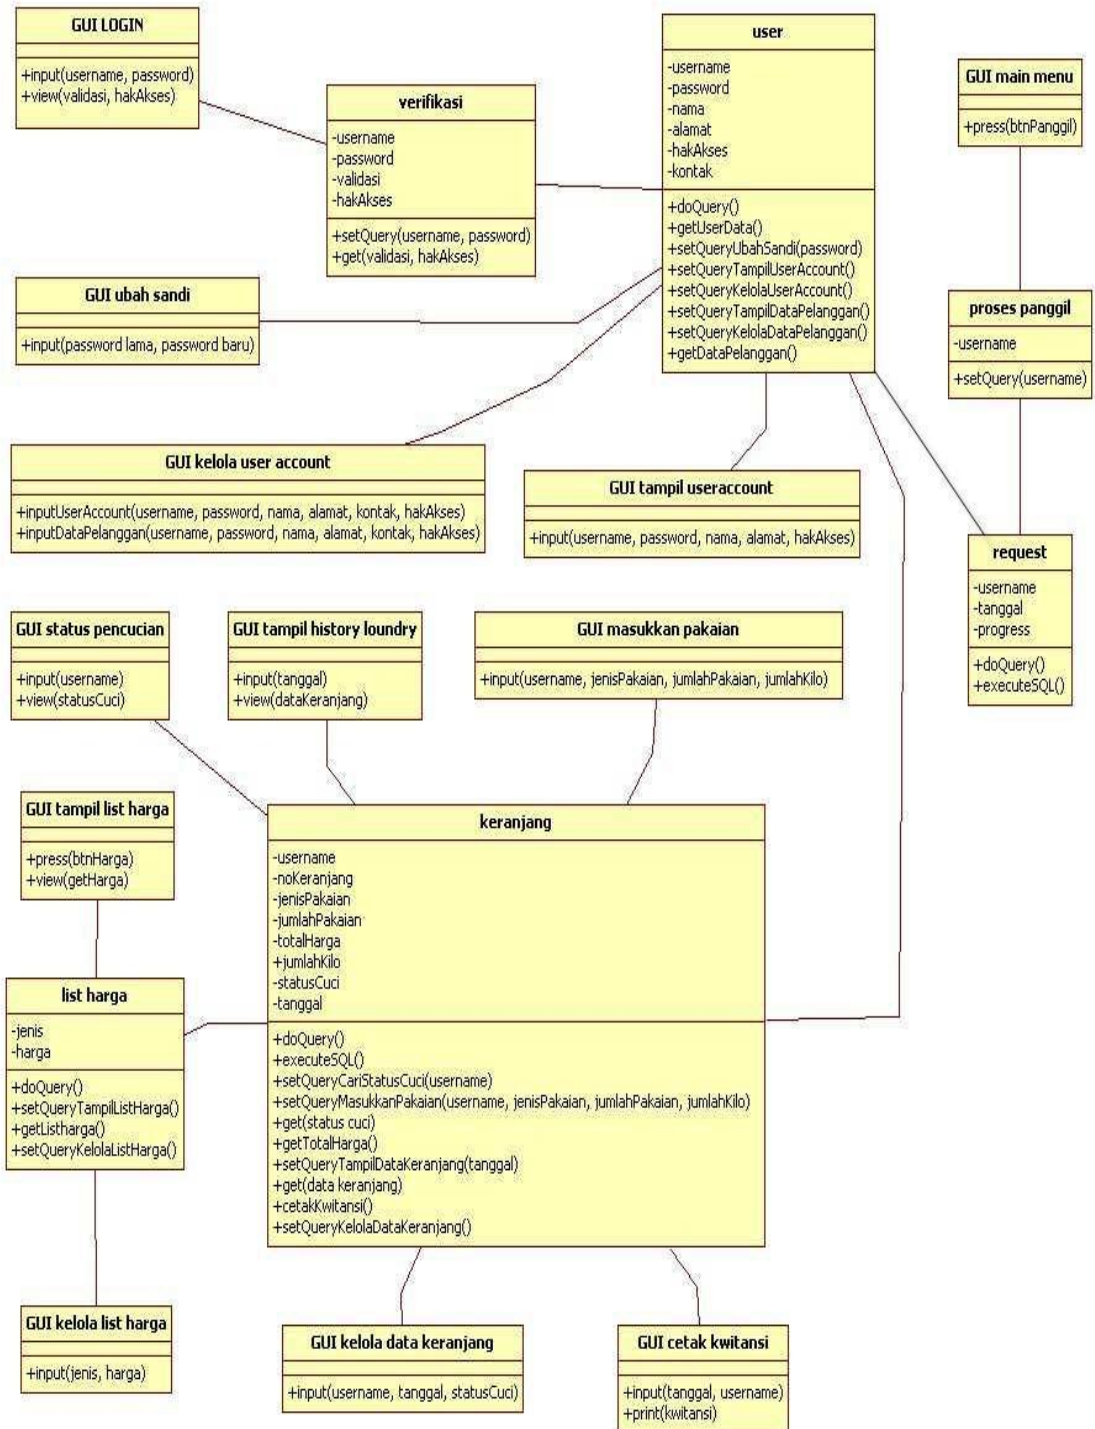 GUI LOGIN
+input(username, password)
+view(validasi, hakAkses)
verifikasi
-username
-password
-validasi
-hakAkses
+setQuery(username, password)
+get(validasi, hakAkses)
user
-username
-password
-nama
-alamat
-hakAkses
-kontak
+doQuery()
+getUserData()
+setQueryUbahSandi(password)
+setQueryTampilUserAccount()
+setQueryKelolaUserAccount()
+setQueryTampilDataPelanggan()
+setQueryKelolaDataPelanggan()
+getDataPelanggan()
GUI main menu
+press(btnPanggil)
GUI ubah sandi
+input(password lama, password baru)
proses panggil
-username
+setQuery(username)
GUI kelola user account
+inputUserAccount(username, password, nama, alamat, kontak, hakAkses)
+inputDataPelanggan(username, password, nama, alamat, kontak, hakAkses)
GUI tampil useraccount
+input(username, password, nama, alamat, hakAkses)
request
-username
-tanggal
-progress
+doQuery()
+executeSQL()
GUI status pencucian
+input(username)
+view(statusCuci)
GUI tampil history loundry
+input(tanggal)
+view(dataKeranjang)
GUI masukkan pakaian
+input(username, jenisPakaian, jumlahPakaian, jumlahKilo)
GUI tampil list harga
+press(btnHarga)
+view(getHarga)
keranjang
-username
-noKeranjang
-jenisPakaian
-jumlahPakaian
-totalHarga
+jumlahKilo
-statusCuci
-tanggal
+doQuery()
+executeSQL()
+setQueryCariStatusCuci(username)
+setQueryMasukkanPakaian(username, jenisPakaian, jumlahPakaian, jumlahKilo)
+get(status cuci)
+getTotalHarga()
+setQueryTampilDataKeranjang(tanggal)
+get(data keranjang)
+cetakKwitansi()
+setQueryKelolaDataKeranjang()
list harga
-jenis
-harga
+doQuery()
+setQueryTampilListHarga()
+getListharga()
+setQueryKelolaListHarga()
GUI kelola list harga
+input(jenis, harga)
GUI kelola data keranjang
+input(username, tanggal, statusCuci)
GUI cetak kwitansi
+input(tanggal, username)
+print(kwitansi)